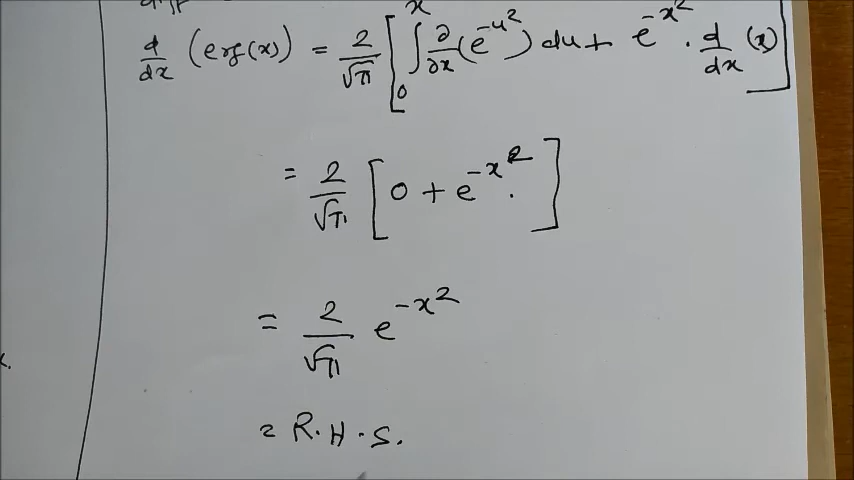 d/dx (erf(x)) = 2/√π [ ∫₀ˣ ∂/∂x (e^{-u²}) du + e^{-x²} . d/dx (x) ]
= 2/√π [ 0 + e^{-x²} . ]
= 2/√π e^{-x²}
= R.H.S.